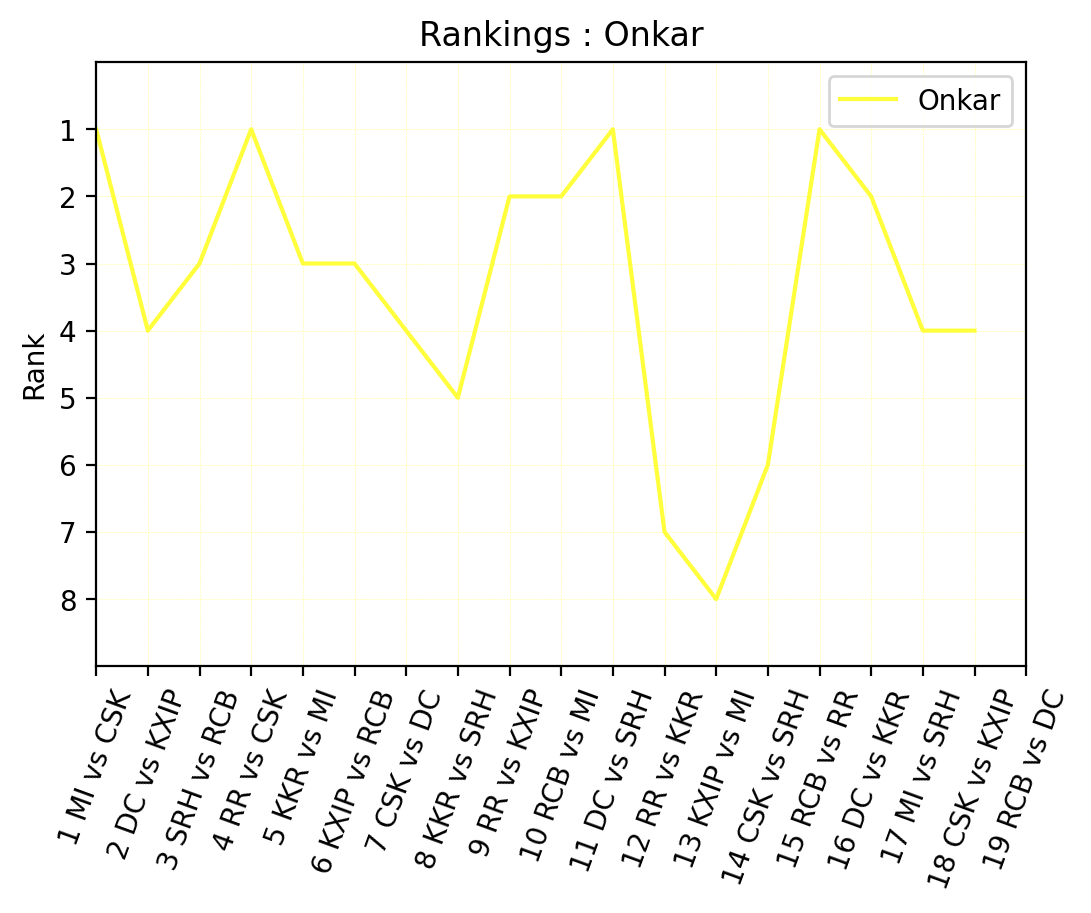 Rankings : Onkar
Onkar
Rank
1
2
3
4
5
6
7
8
1 MI vs CSK
2 DC vs KXIP
3 SRH vs RCB
4 RR vs CSK
5 KKR vs MI
6 KXIP vs RCB
7 CSK vs DC
8 KKR vs SRH
9 RR vs KXIP
10 RCB vs MI
11 DC vs SRH
12 RR vs KKR
13 KXIP vs MI
14 CSK vs SRH
15 RCB vs RR
16 DC vs KKR
17 MI vs SRH
18 CSK vs KXIP
19 RCB vs DC